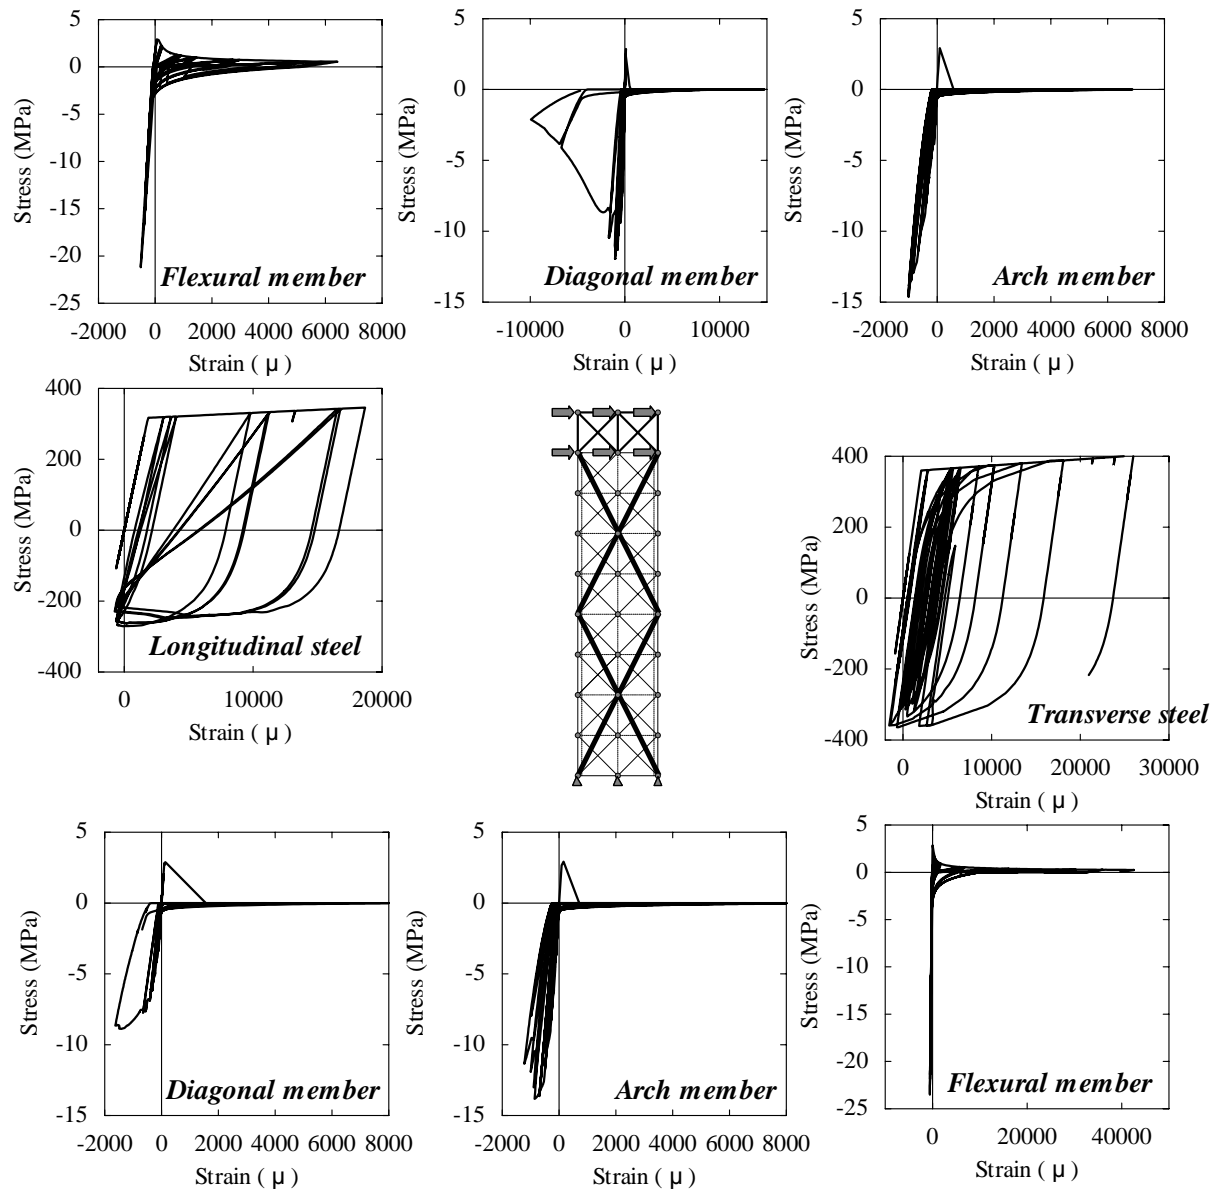 5
0
-5
-10
-15
-20
-25
-2000 0 2000 4000 6000 8000
Stress (MPa)
Strain ( μ )
Flexural member
5
0
-5
-10
-15
-10000 0 10000
Stress (MPa)
Strain ( μ )
Diagonal member
5
0
-5
-10
-15
-2000 0 2000 4000 6000 8000
Stress (MPa)
Strain ( μ )
Arch member
400
200
0
-200
-400
0 10000 20000
Stress (MPa)
Strain ( μ )
Longitudinal steel
400
200
0
-200
-400
0 10000 20000 30000
Stress (MPa)
Strain ( μ )
Transverse steel
5
0
-5
-10
-15
-2000 0 2000 4000 6000 8000
Stress (MPa)
Strain ( μ )
Diagonal member
5
0
-5
-10
-15
-2000 0 2000 4000 6000 8000
Stress (MPa)
Strain ( μ )
Arch member
5
0
-5
-10
-15
-20
-25
0 20000 40000
Stress (MPa)
Strain ( μ )
Flexural member